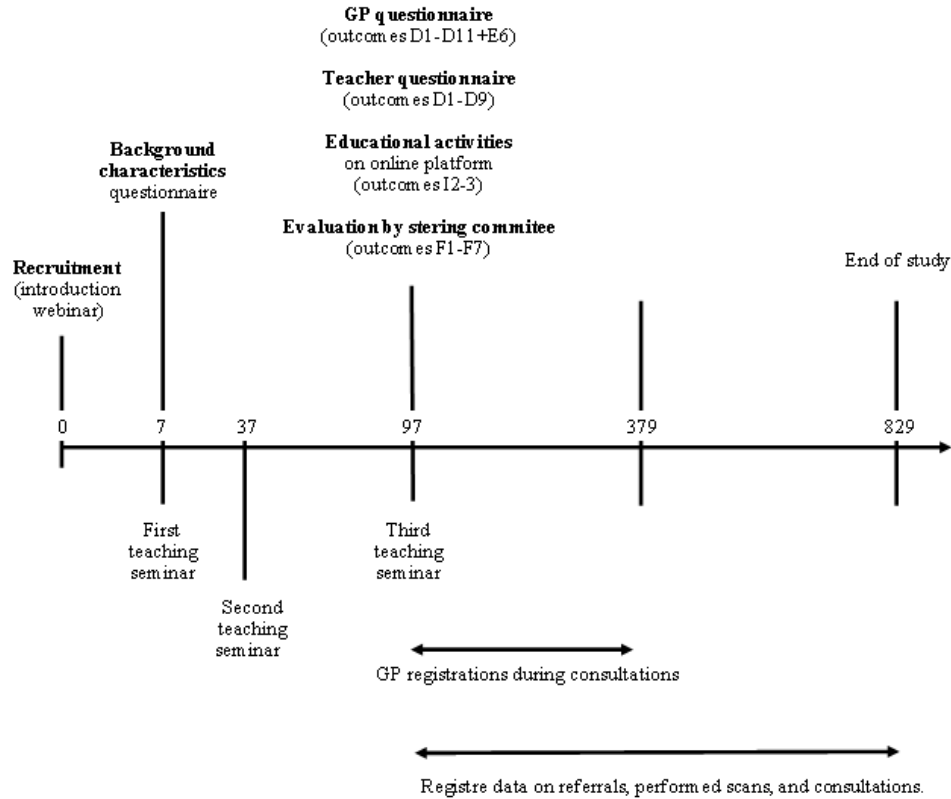 GP questionnaire
(outcomes D1-D11+E6)
Teacher questionnaire
(outcomes D1-D9)
Educational activities
on online platform
(outcomes I2-3)
Evaluation by stering commitee
(outcomes F1-F7)
Background
characteristics
questionnaire
Recruitment
(introduction
webinar)
End of study
0
7
37
97
379
829
First
teaching
seminar
Second
teaching
seminar
Third
teaching
seminar
GP registrations during consultations
Registre data on referrals, performed scans, and consultations.